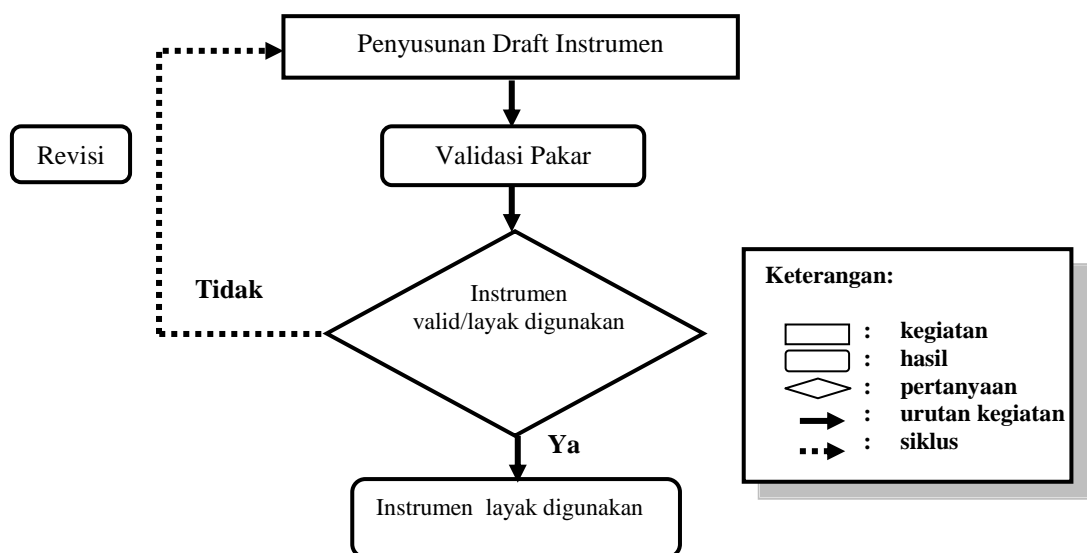 Penyusunan Draft Instrumen
Revisi
Validasi Pakar
Tidak
Instrumen
valid/layak digunakan
Ya
Instrumen layak digunakan
Keterangan:
: kegiatan
: hasil
: pertanyaan
: urutan kegiatan
: siklus